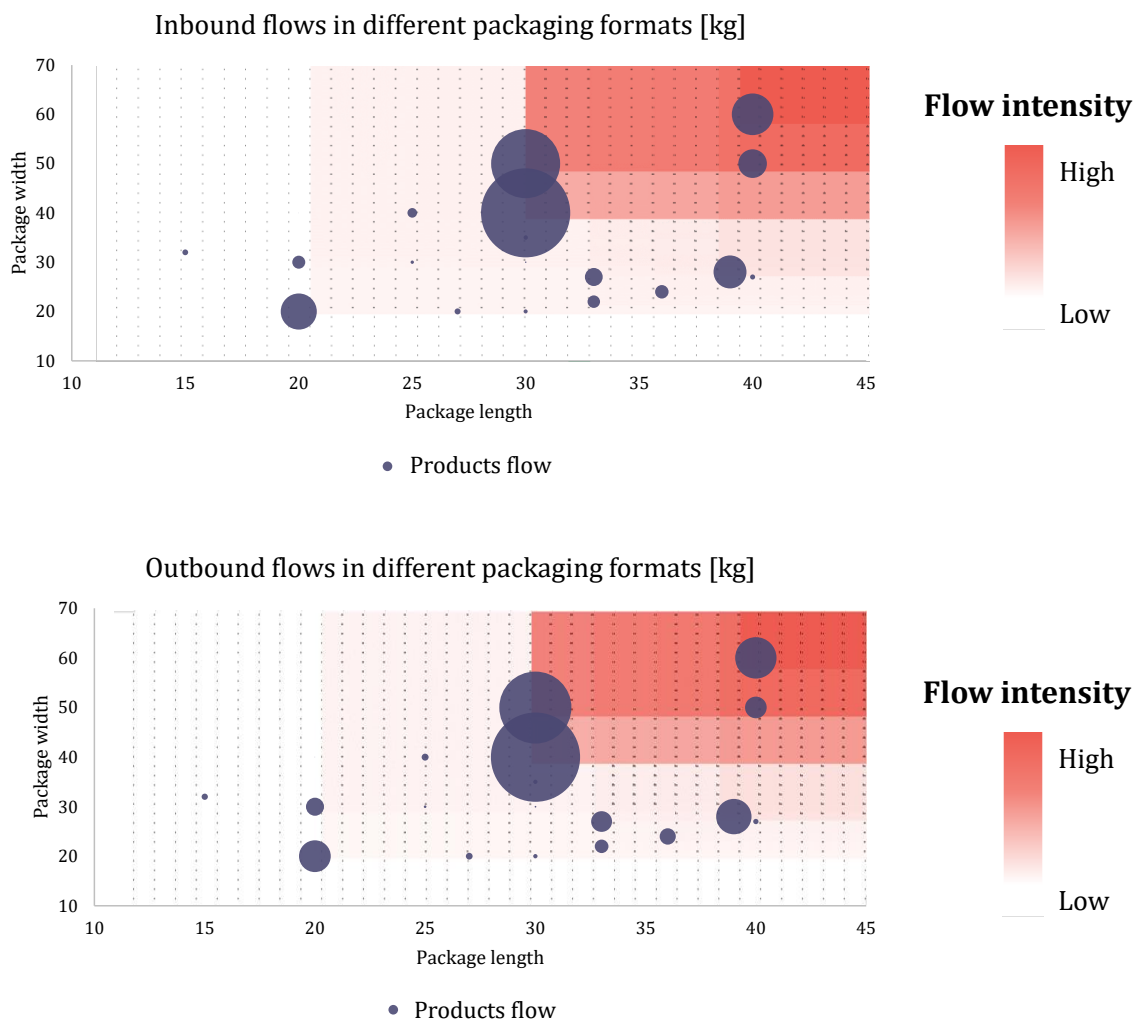 Inbound flows in different packaging formats [kg]
70
60
50
40
30
20
10
Package width
10 15 20 25 30 35 40 45
Package length
Products flow
Flow intensity
High
Low
Outbound flows in different packaging formats [kg]
70
60
50
40
30
20
10
Package width
10 15 20 25 30 35 40 45
Package length
Products flow
Flow intensity
High
Low